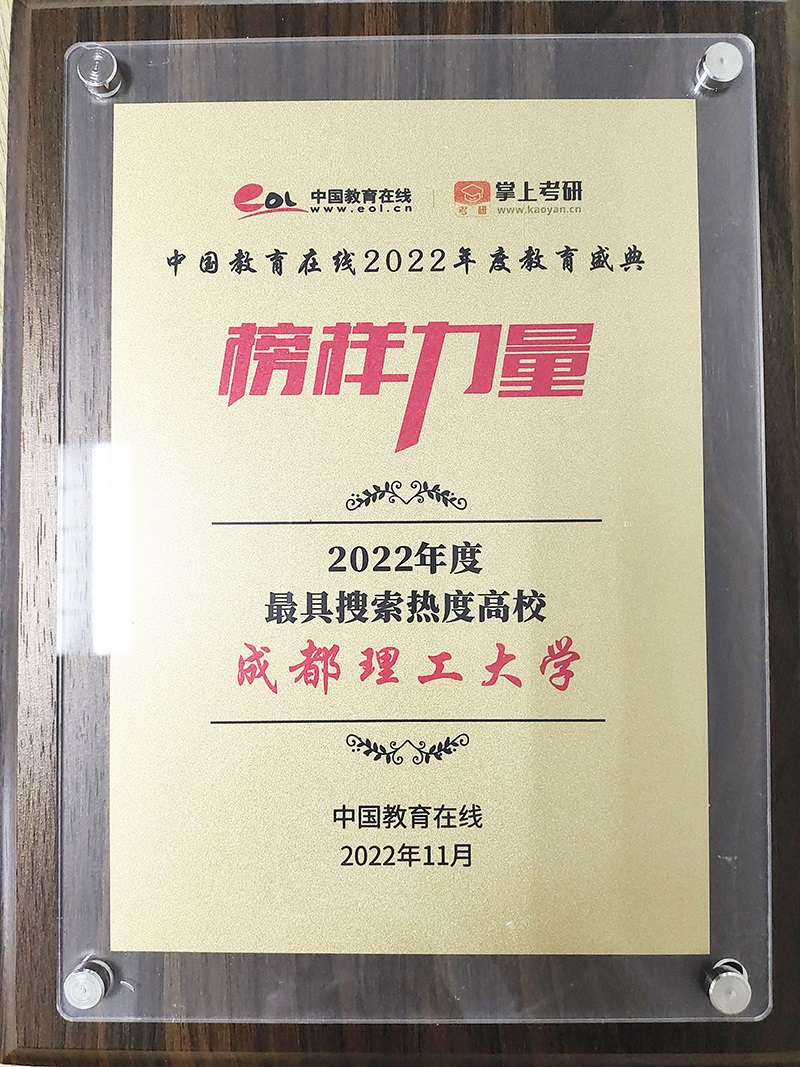 eol 中国教育在线 掌上考研
www.eol.cn 考研 www.kaoyan.cn
中国教育在线2022年度教育盛典
榜样力量
2022年度
最具搜索热度高校
成都理工大学
中国教育在线
2022年11月